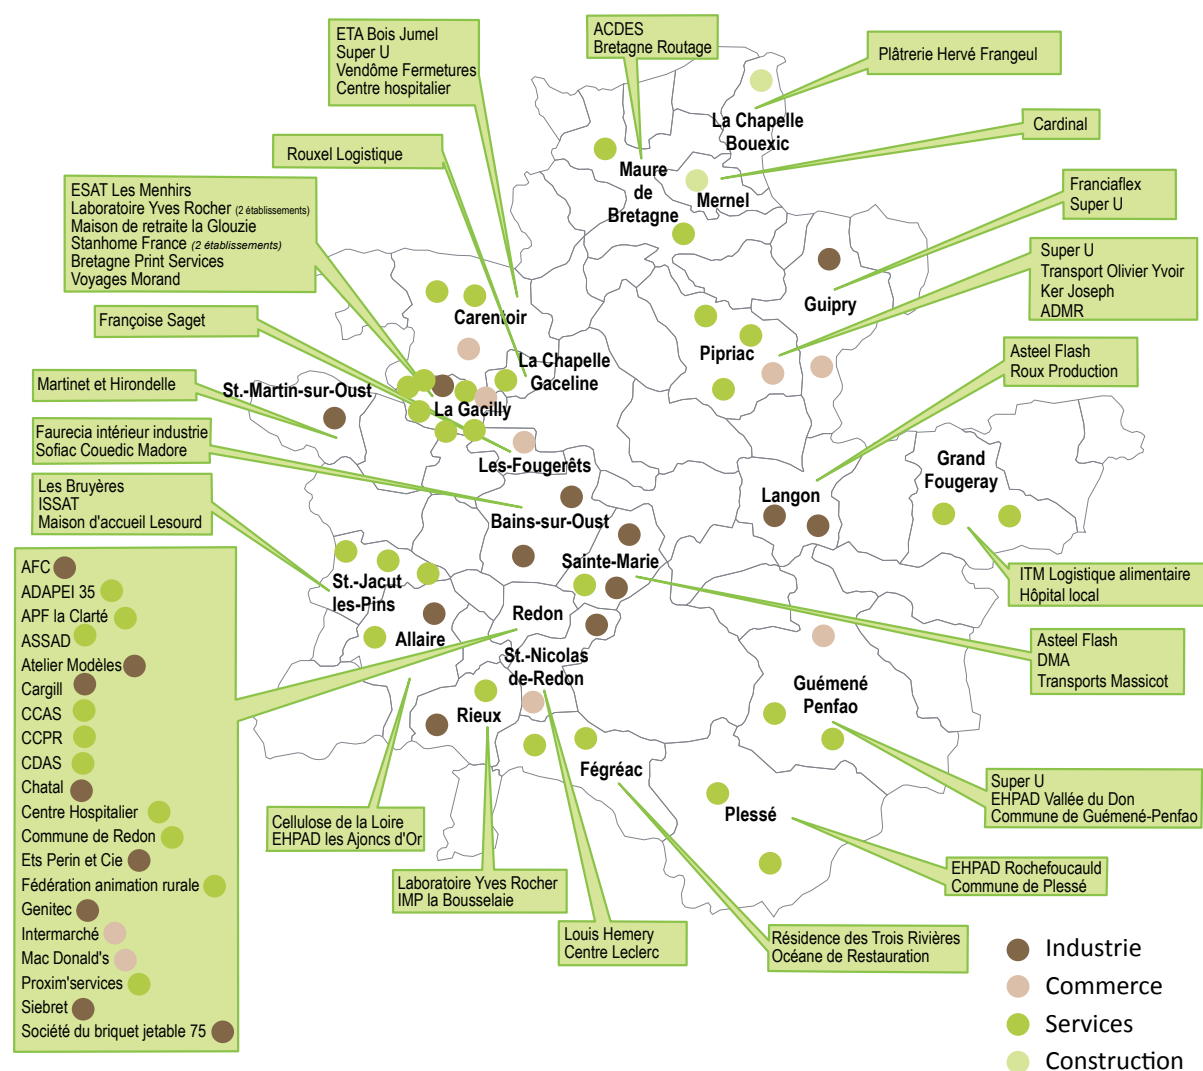 ETA Bois Jumel
Super U
Vendôme Fermetures
Centre hospitalier
ACDES
Bretagne Routage
Plâtrerie Hervé Frangeul
Cardinal
Rouxel Logistique
Franciaflex
Super U
ESAT Les Menhirs
Laboratoire Yves Rocher (2 établissements)
Maison de retraite la Glouzie
Stanhome France (2 établissements)
Bretagne Print Services
Voyages Morand
Super U
Transport Olivier Yvoir
Ker Joseph
ADMR
Françoise Saget
Asteel Flash
Roux Production
Martinet et Hirondelle
Faurecia intérieur industrie
Sofiac Couedic Madore
Les Bruyères
ISSAT
Maison d'accueil Lesourd
La Chapelle
Bouexic
Maure
de
Bretagne
Mernel
Guipry
Carentoir
Pipriac
La Chapelle
Gaceline
St.-Martin-sur-Oust
La Gacilly
Les-Fougerêts
Grand
Fougeray
Langon
Bains-sur-Oust
Sainte-Marie
St.-Jacut
les-Pins
Redon
Allaire
St.-Nicolas
de-Redon
Rieux
Guémené
Penfao
Fégréac
Plessé
AFC
ADAPEI 35
APF la Clarté
ASSAD
Atelier Modèles
Cargill
CCAS
CCPR
CDAS
Chatal
Centre Hospitalier
Commune de Redon
Ets Perin et Cie
Fédération animation rurale
Genitec
Intermarché
Mac Donald's
Proxim'services
Siebret
Société du briquet jetable 75
ITM Logistique alimentaire
Hôpital local
Asteel Flash
DMA
Transports Massicot
Super U
EHPAD Vallée du Don
Commune de Guémené-Penfao
Cellulose de la Loire
EHPAD les Ajoncs d'Or
EHPAD Rochefoucauld
Commune de Plessé
Laboratoire Yves Rocher
IMP la Bousselaie
Louis Hemery
Centre Leclerc
Résidence des Trois Rivières
Océane de Restauration
Industrie
Commerce
Services
Construction